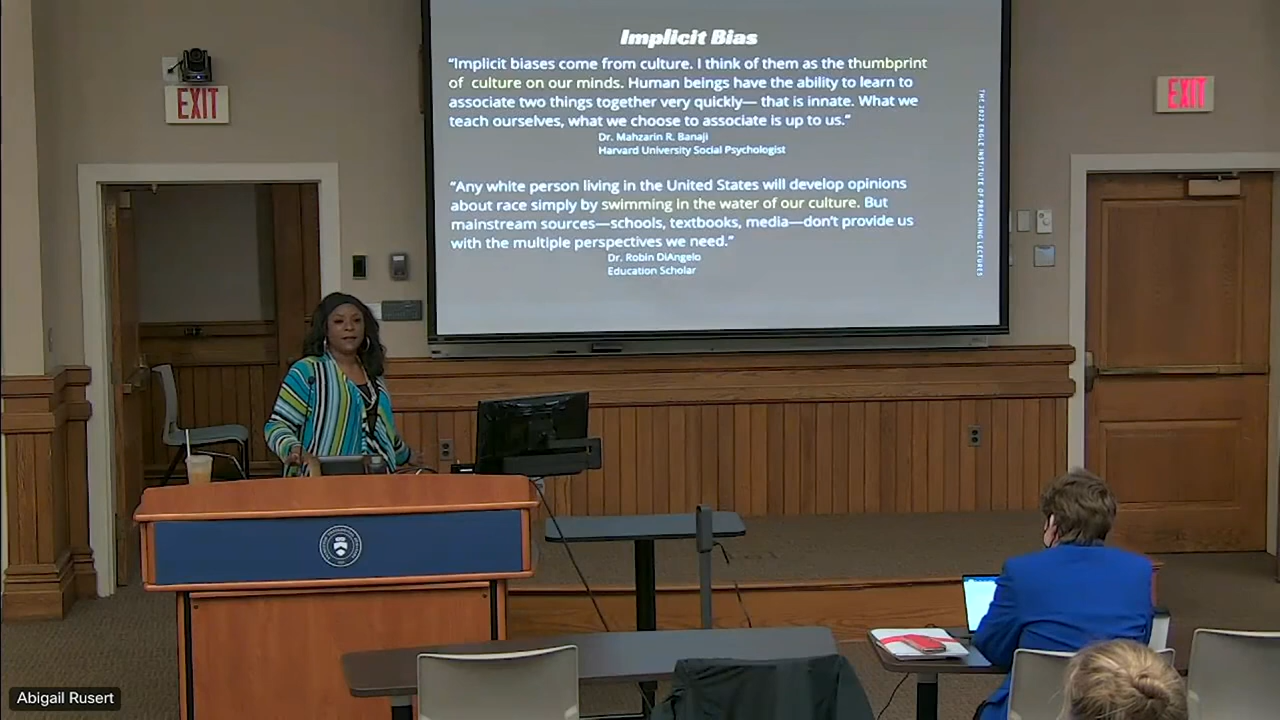 Implicit Bias
“Implicit biases come from culture. I think of them as the thumbprint
of culture on our minds. Human beings have the ability to learn to
associate two things together very quickly— that is innate. What we
teach ourselves, what we choose to associate is up to us.”
Dr. Mahzarin R. Banaji
Harvard University Social Psychologist
“Any white person living in the United States will develop opinions
about race simply by swimming in the water of our culture. But
mainstream sources—schools, textbooks, media—don’t provide us
with the multiple perspectives we need.”
Dr. Robin DiAngelo
Education Scholar
THE 2022 ENGLE INSTITUTE OF PREACHING LECTURES
EXIT
EXIT
Abigail Rusert